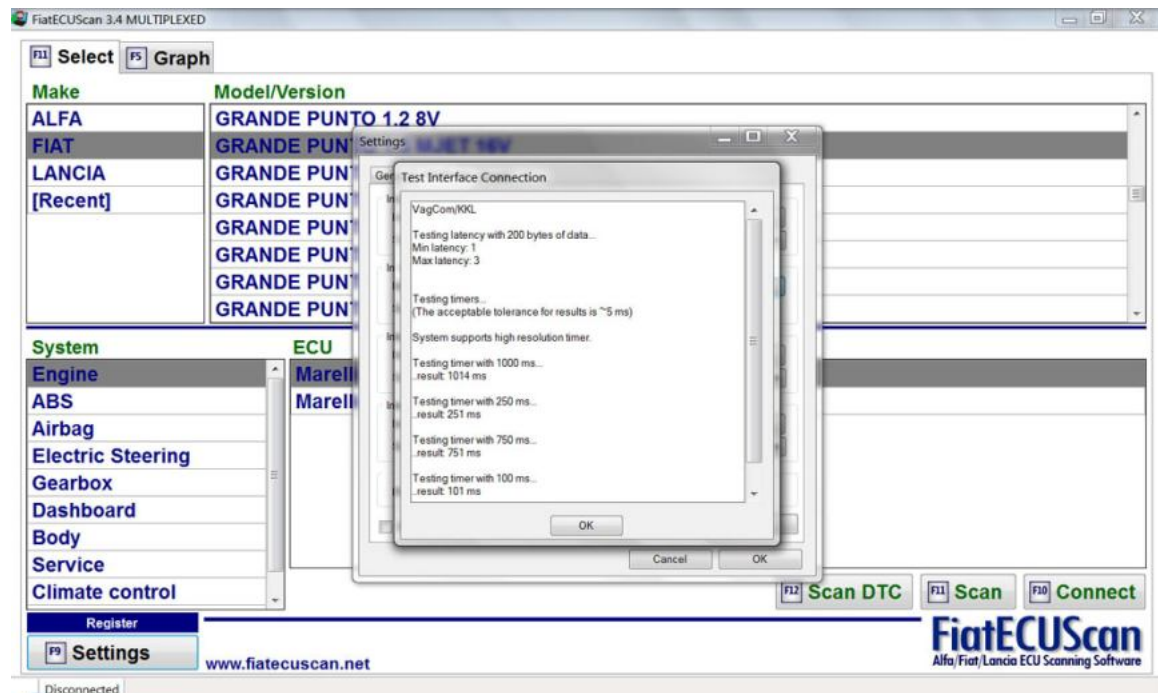 FiatECUScan 3.4 MULTIPLEXED
F11 Select F5 Graph
Make Model/Version
ALFA
FIAT
LANCIA
[Recent]
GRANDE PUNTO 1.2 8V
GRANDE PUN MJET 16V
GRANDE PUN
GRANDE PUN
GRANDE PUN
GRANDE PUN
GRANDE PUN
GRANDE PUN
Settings
Test Interface Connection
VagCom/KKL
Testing latency with 200 bytes of data...
Min latency: 1
Max latency: 3
Testing timers...
(The acceptable tolerance for results is ~5 ms)
System supports high resolution timer.
Testing timer with 1000 ms...
..result: 1014 ms
Testing timer with 250 ms...
..result: 251 ms
Testing timer with 750 ms...
..result: 751 ms
Testing timer with 100 ms...
..result: 101 ms
OK
Cancel OK
System ECU
Engine
ABS
Airbag
Electric Steering
Gearbox
Dashboard
Body
Service
Climate control
Marell
Marell
F12 Scan DTC F11 Scan F10 Connect
Register
F9 Settings
www.fiatecuscan.net
FiatECUScan
Alfa/Fiat/Lancia ECU Scanning Software
Disconnected